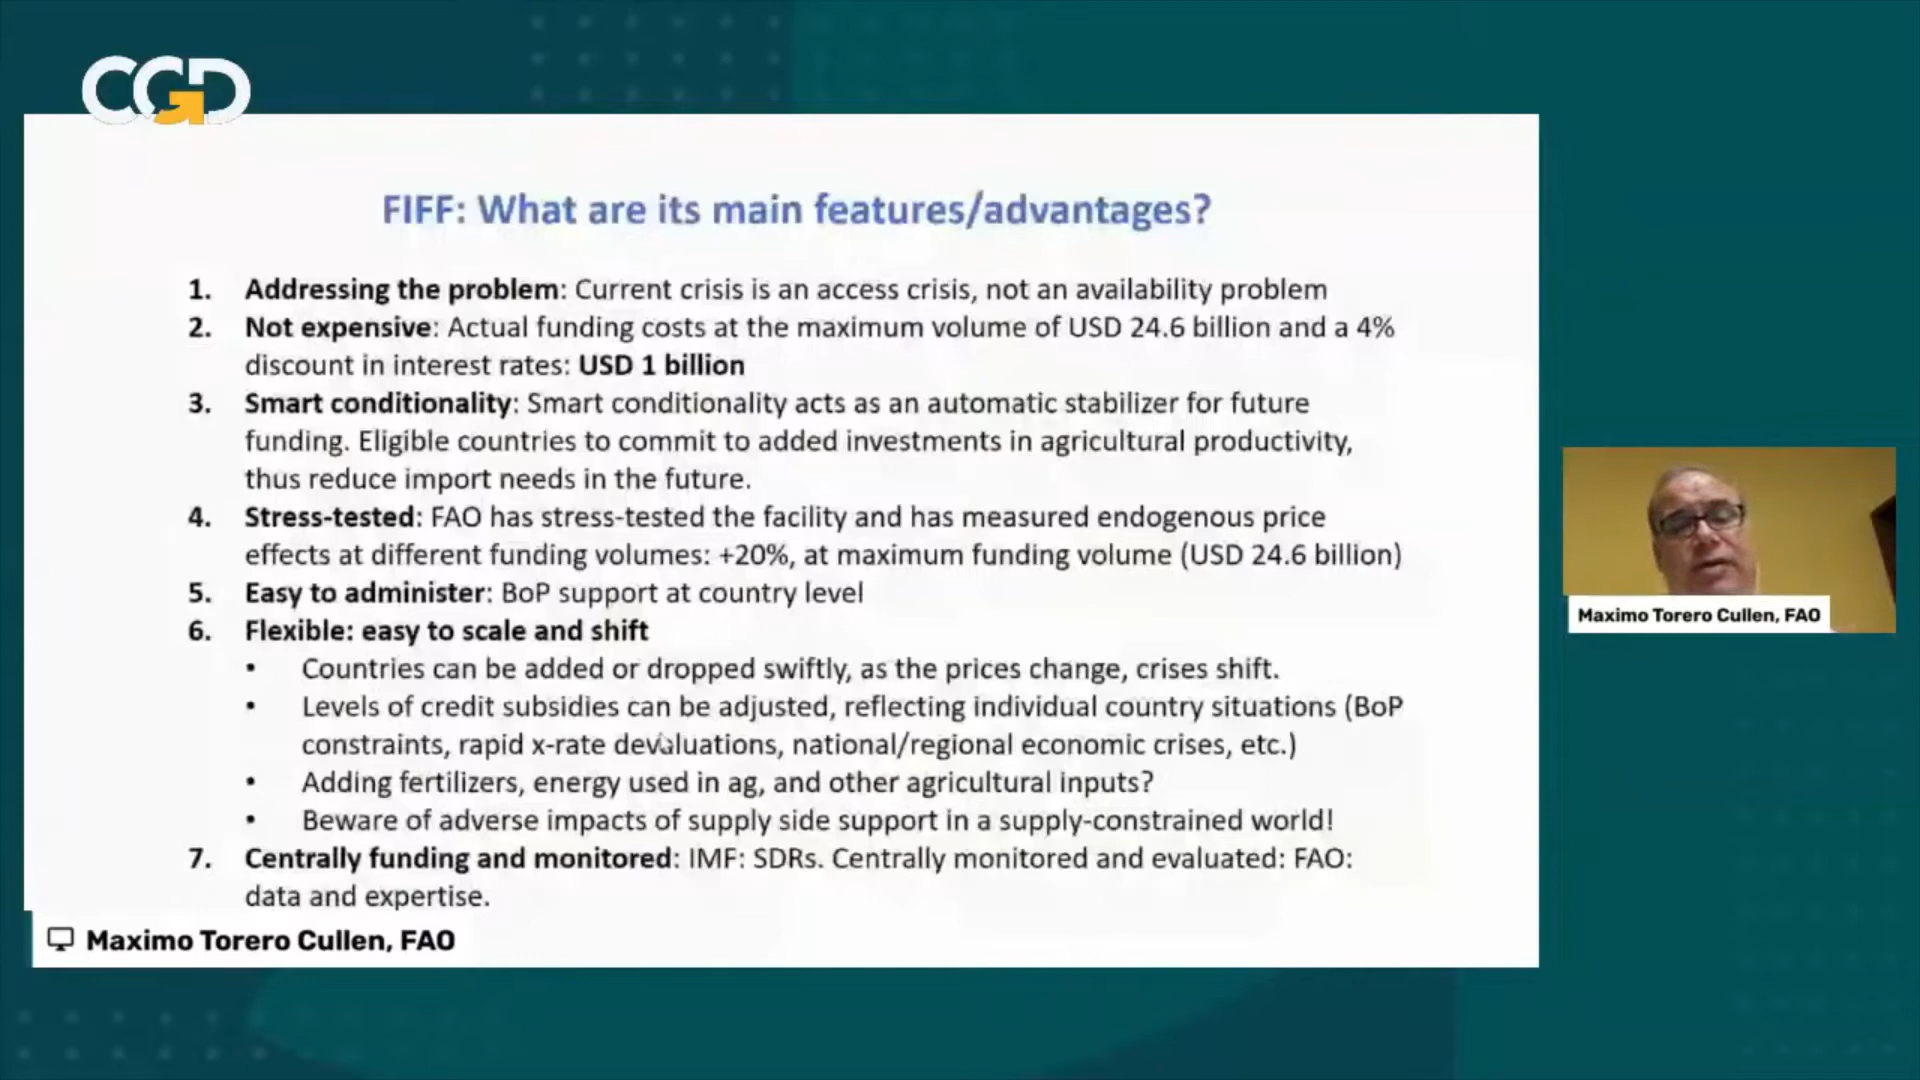 CGD
FIFF: What are its main features/advantages?
1. Addressing the problem: Current crisis is an access crisis, not an availability problem
2. Not expensive: Actual funding costs at the maximum volume of USD 24.6 billion and a 4%
discount in interest rates: USD 1 billion
3. Smart conditionality: Smart conditionality acts as an automatic stabilizer for future
funding. Eligible countries to commit to added investments in agricultural productivity,
thus reduce import needs in the future.
4. Stress-tested: FAO has stress-tested the facility and has measured endogenous price
effects at different funding volumes: +20%, at maximum funding volume (USD 24.6 billion)
5. Easy to administer: BoP support at country level
6. Flexible: easy to scale and shift
• Countries can be added or dropped swiftly, as the prices change, crises shift.
• Levels of credit subsidies can be adjusted, reflecting individual country situations (BoP
constraints, rapid x-rate devaluations, national/regional economic crises, etc.)
• Adding fertilizers, energy used in ag, and other agricultural inputs?
• Beware of adverse impacts of supply side support in a supply-constrained world!
7. Centrally funding and monitored: IMF: SDRs. Centrally monitored and evaluated: FAO:
data and expertise.
Maximo Torero Cullen, FAO
Maximo Torero Cullen, FAO